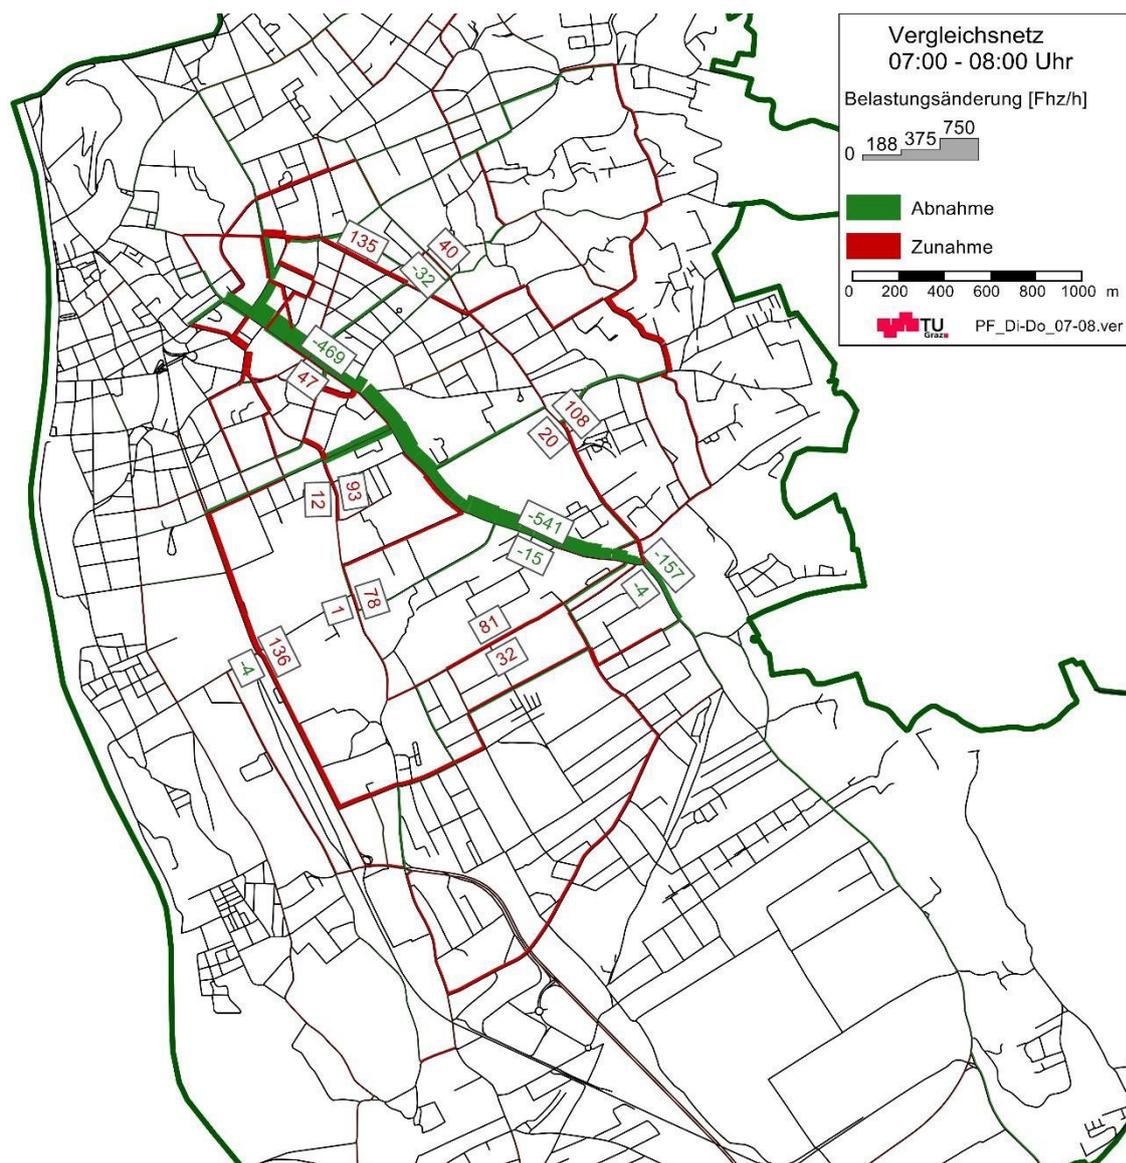 Vergleichsnetz
07:00 - 08:00 Uhr
Belastungsänderung [Fhz/h]
0 188 375 750
Abnahme
Zunahme
0 200 400 600 800 1000 m
TU
Graz
PF_Di-Do_07-08.ver
135
40
-32
-469
47
108
20
12
93
-541
-15
-157
-4
1
78
81
32
136
-4